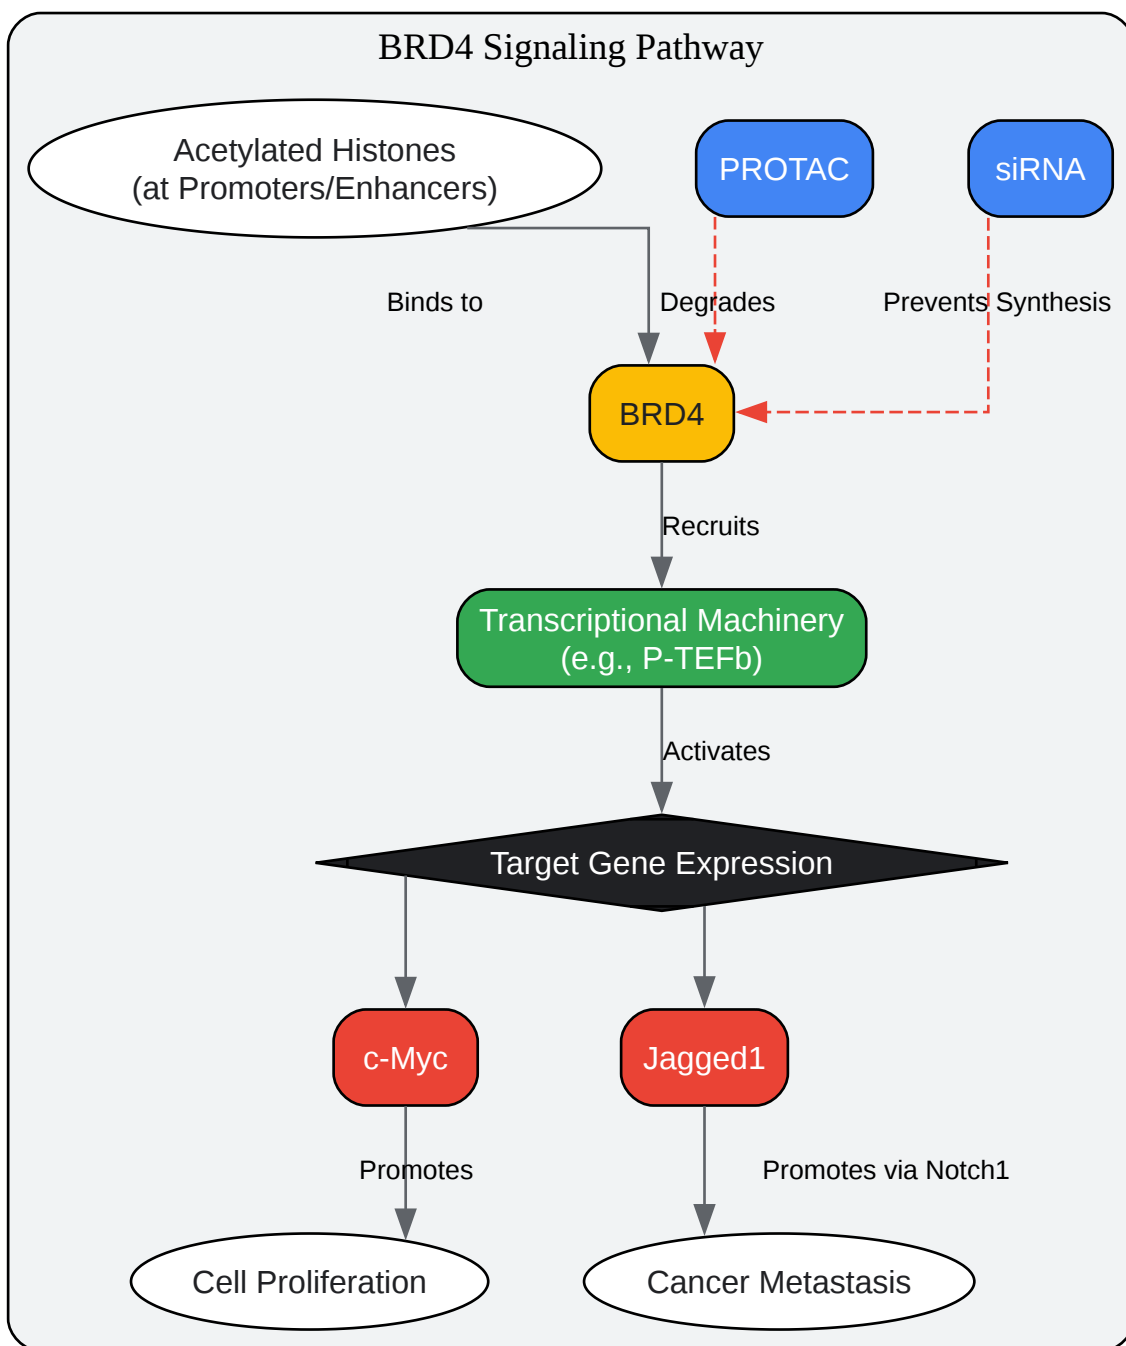 BRD4 Signaling Pathway
Acetylated Histones
(at Promoters/Enhancers)
PROTAC
siRNA
Binds to
Degrades
Prevents Synthesis
BRD4
Recruits
Transcriptional Machinery
(e.g., P-TEFb)
Activates
Target Gene Expression
c-Myc
Jagged1
Promotes
Promotes via Notch1
Cell Proliferation
Cancer Metastasis